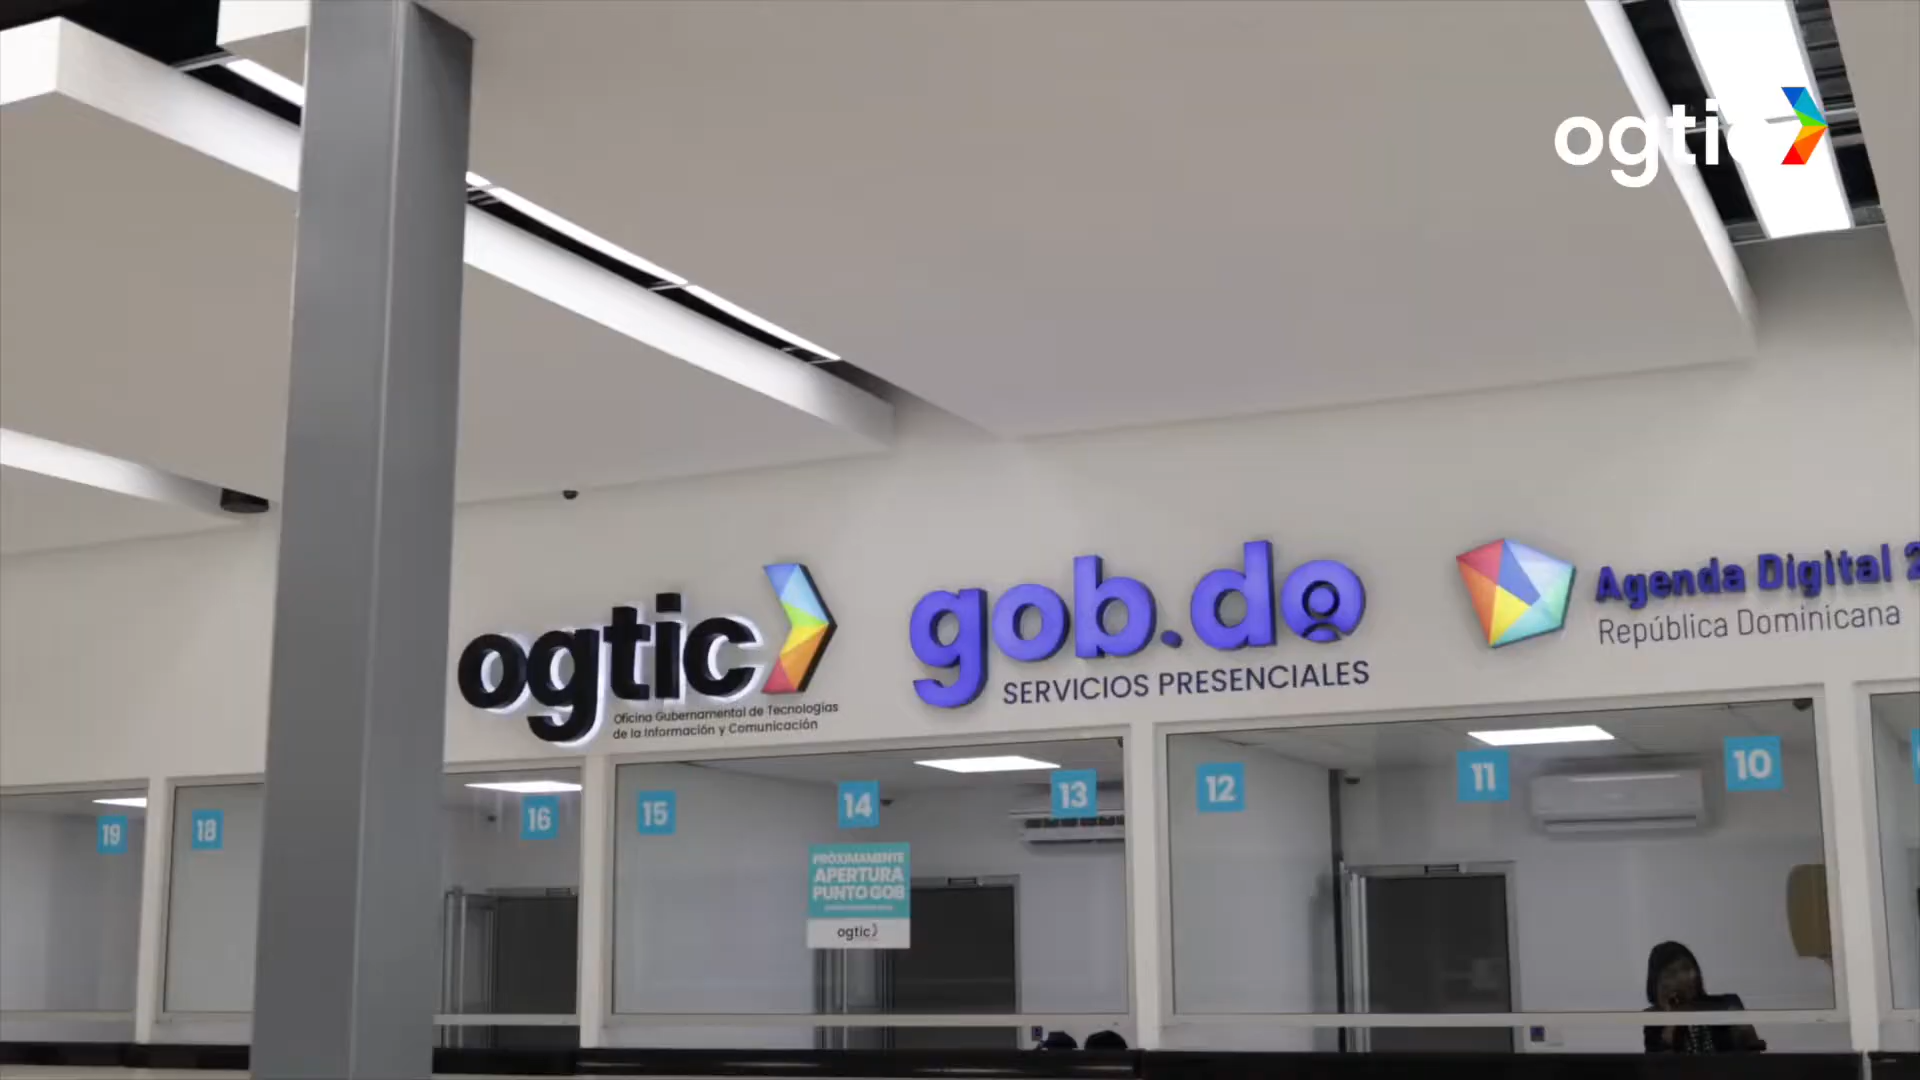 ogtic
ogtic
Oficina Gubernamental de Tecnologías
de la Información y Comunicación
gob.do
SERVICIOS PRESENCIALES
Agenda Digital 2
República Dominicana
19
18
16
15
14
13
12
11
10
PRÓXIMAMENTE
APERTURA
PUNTO GOB
ogtic